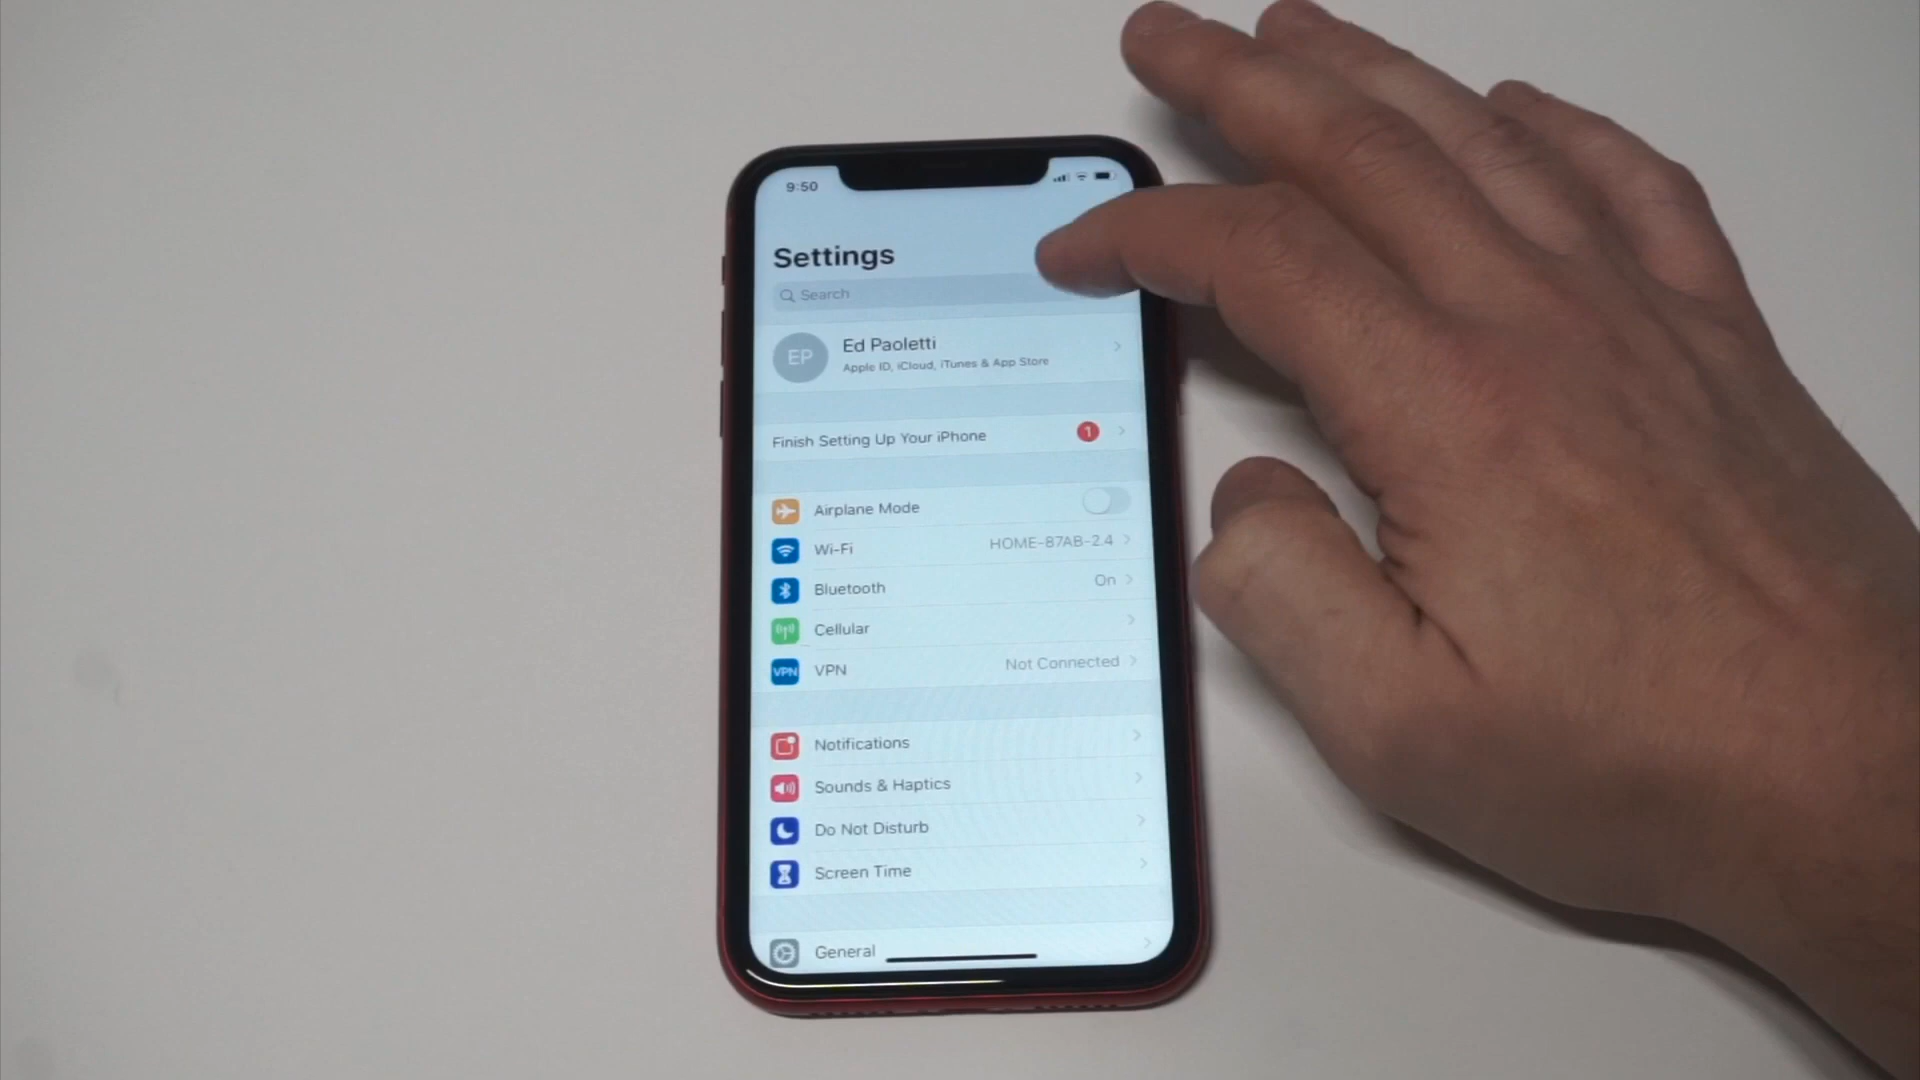 9:50
Settings
Search
EP
Ed Paoletti
Apple ID, iCloud, iTunes & App Store
Finish Setting Up Your iPhone 1
Airplane Mode
Wi-Fi HOME-87AB-2.4
Bluetooth On
Cellular
VPN VPN Not Connected
Notifications
Sounds & Haptics
Do Not Disturb
Screen Time
General